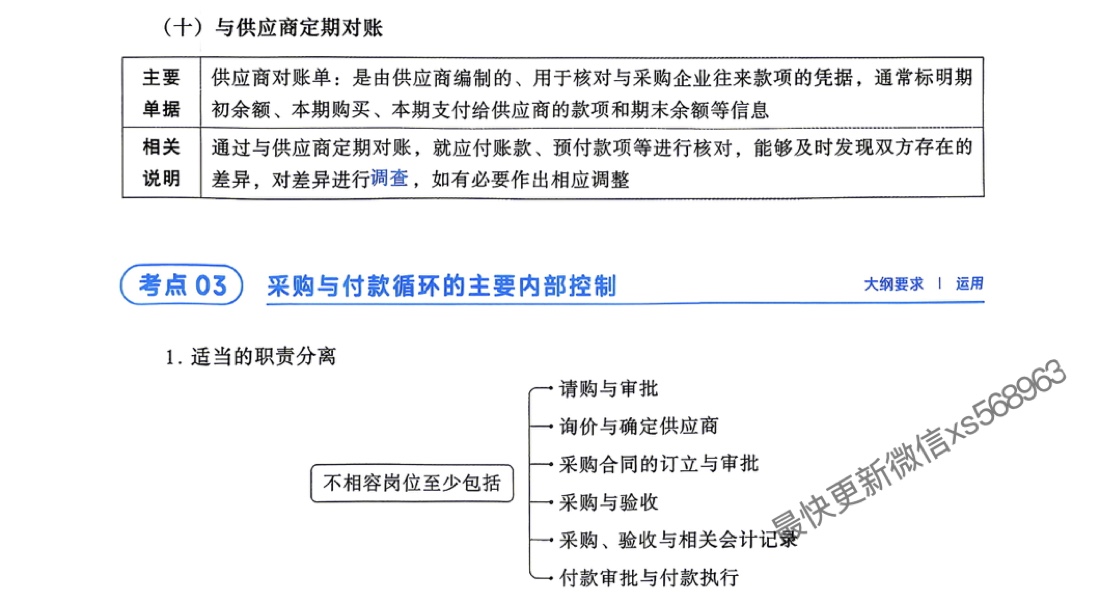 （十）与供应商定期对账
主要单据 供应商对账单：是由供应商编制的、用于核对与采购企业往来款项的凭据，通常标明期
初余额、本期购买、本期支付给供应商的款项和期末余额等信息
相关说明 通过与供应商定期对账，就应付账款、预付款项等进行核对，能够及时发现双方存在的
差异，对差异进行调查，如有必要作出相应调整
考点 03 采购与付款循环的主要内部控制 大纲要求 | 运用
1. 适当的职责分离
不相容岗位至少包括
请购与审批
询价与确定供应商
采购合同的订立与审批
采购与验收
采购、验收与相关会计记录
付款审批与付款执行
最快更新微信xs568963